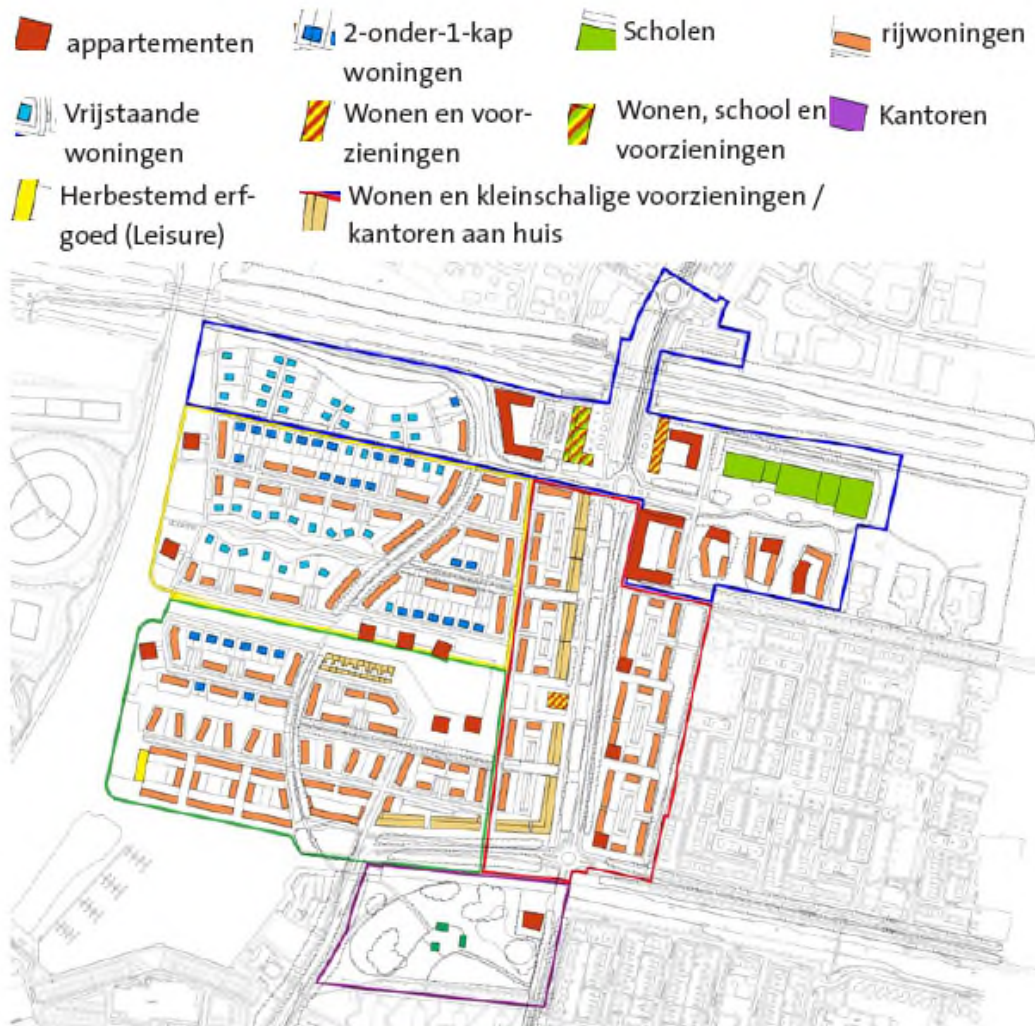 appartementen
2-onder-1-kap
woningen
Scholen
rijwoningen
Vrijstaande
woningen
Wonen en voor-
zieningen
Wonen, school en
voorzieningen
Kantoren
Herbestemd erf-
goed (Leisure)
Wonen en kleinschalige voorzieningen /
kantoren aan huis